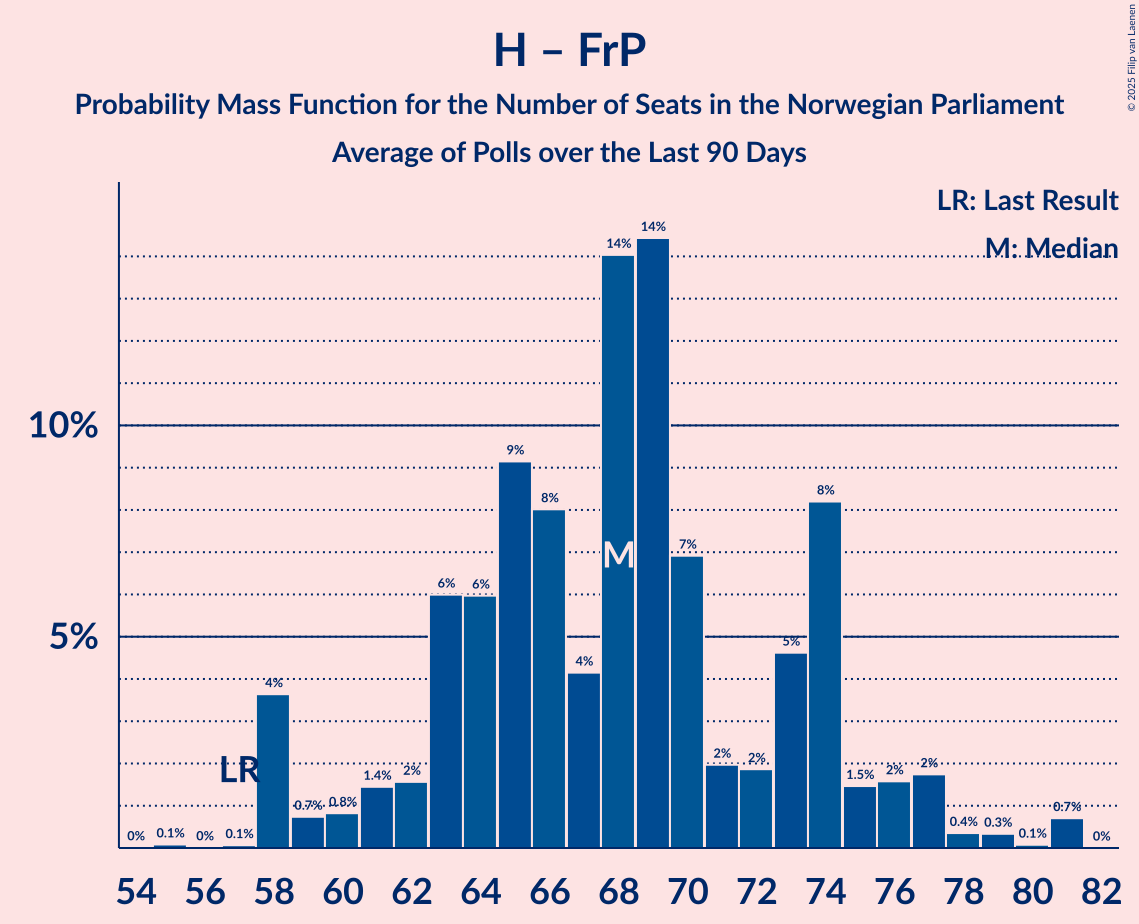 H – FrP
Probability Mass Function for the Number of Seats in the Norwegian Parliament
Average of Polls over the Last 90 Days
© 2025 Filip van Laenen
LR: Last Result
M: Median
10%
5%
0% 0.1% 0% 0.1% 4% 0.7% 0.8% 1.4% 2% 6% 6% 9% 8% 4% 14% 14% 7% 2% 2% 5% 8% 1.5% 2% 2% 0.4% 0.3% 0.1% 0.7% 0%
M
LR
54 56 58 60 62 64 66 68 70 72 74 76 78 80 82